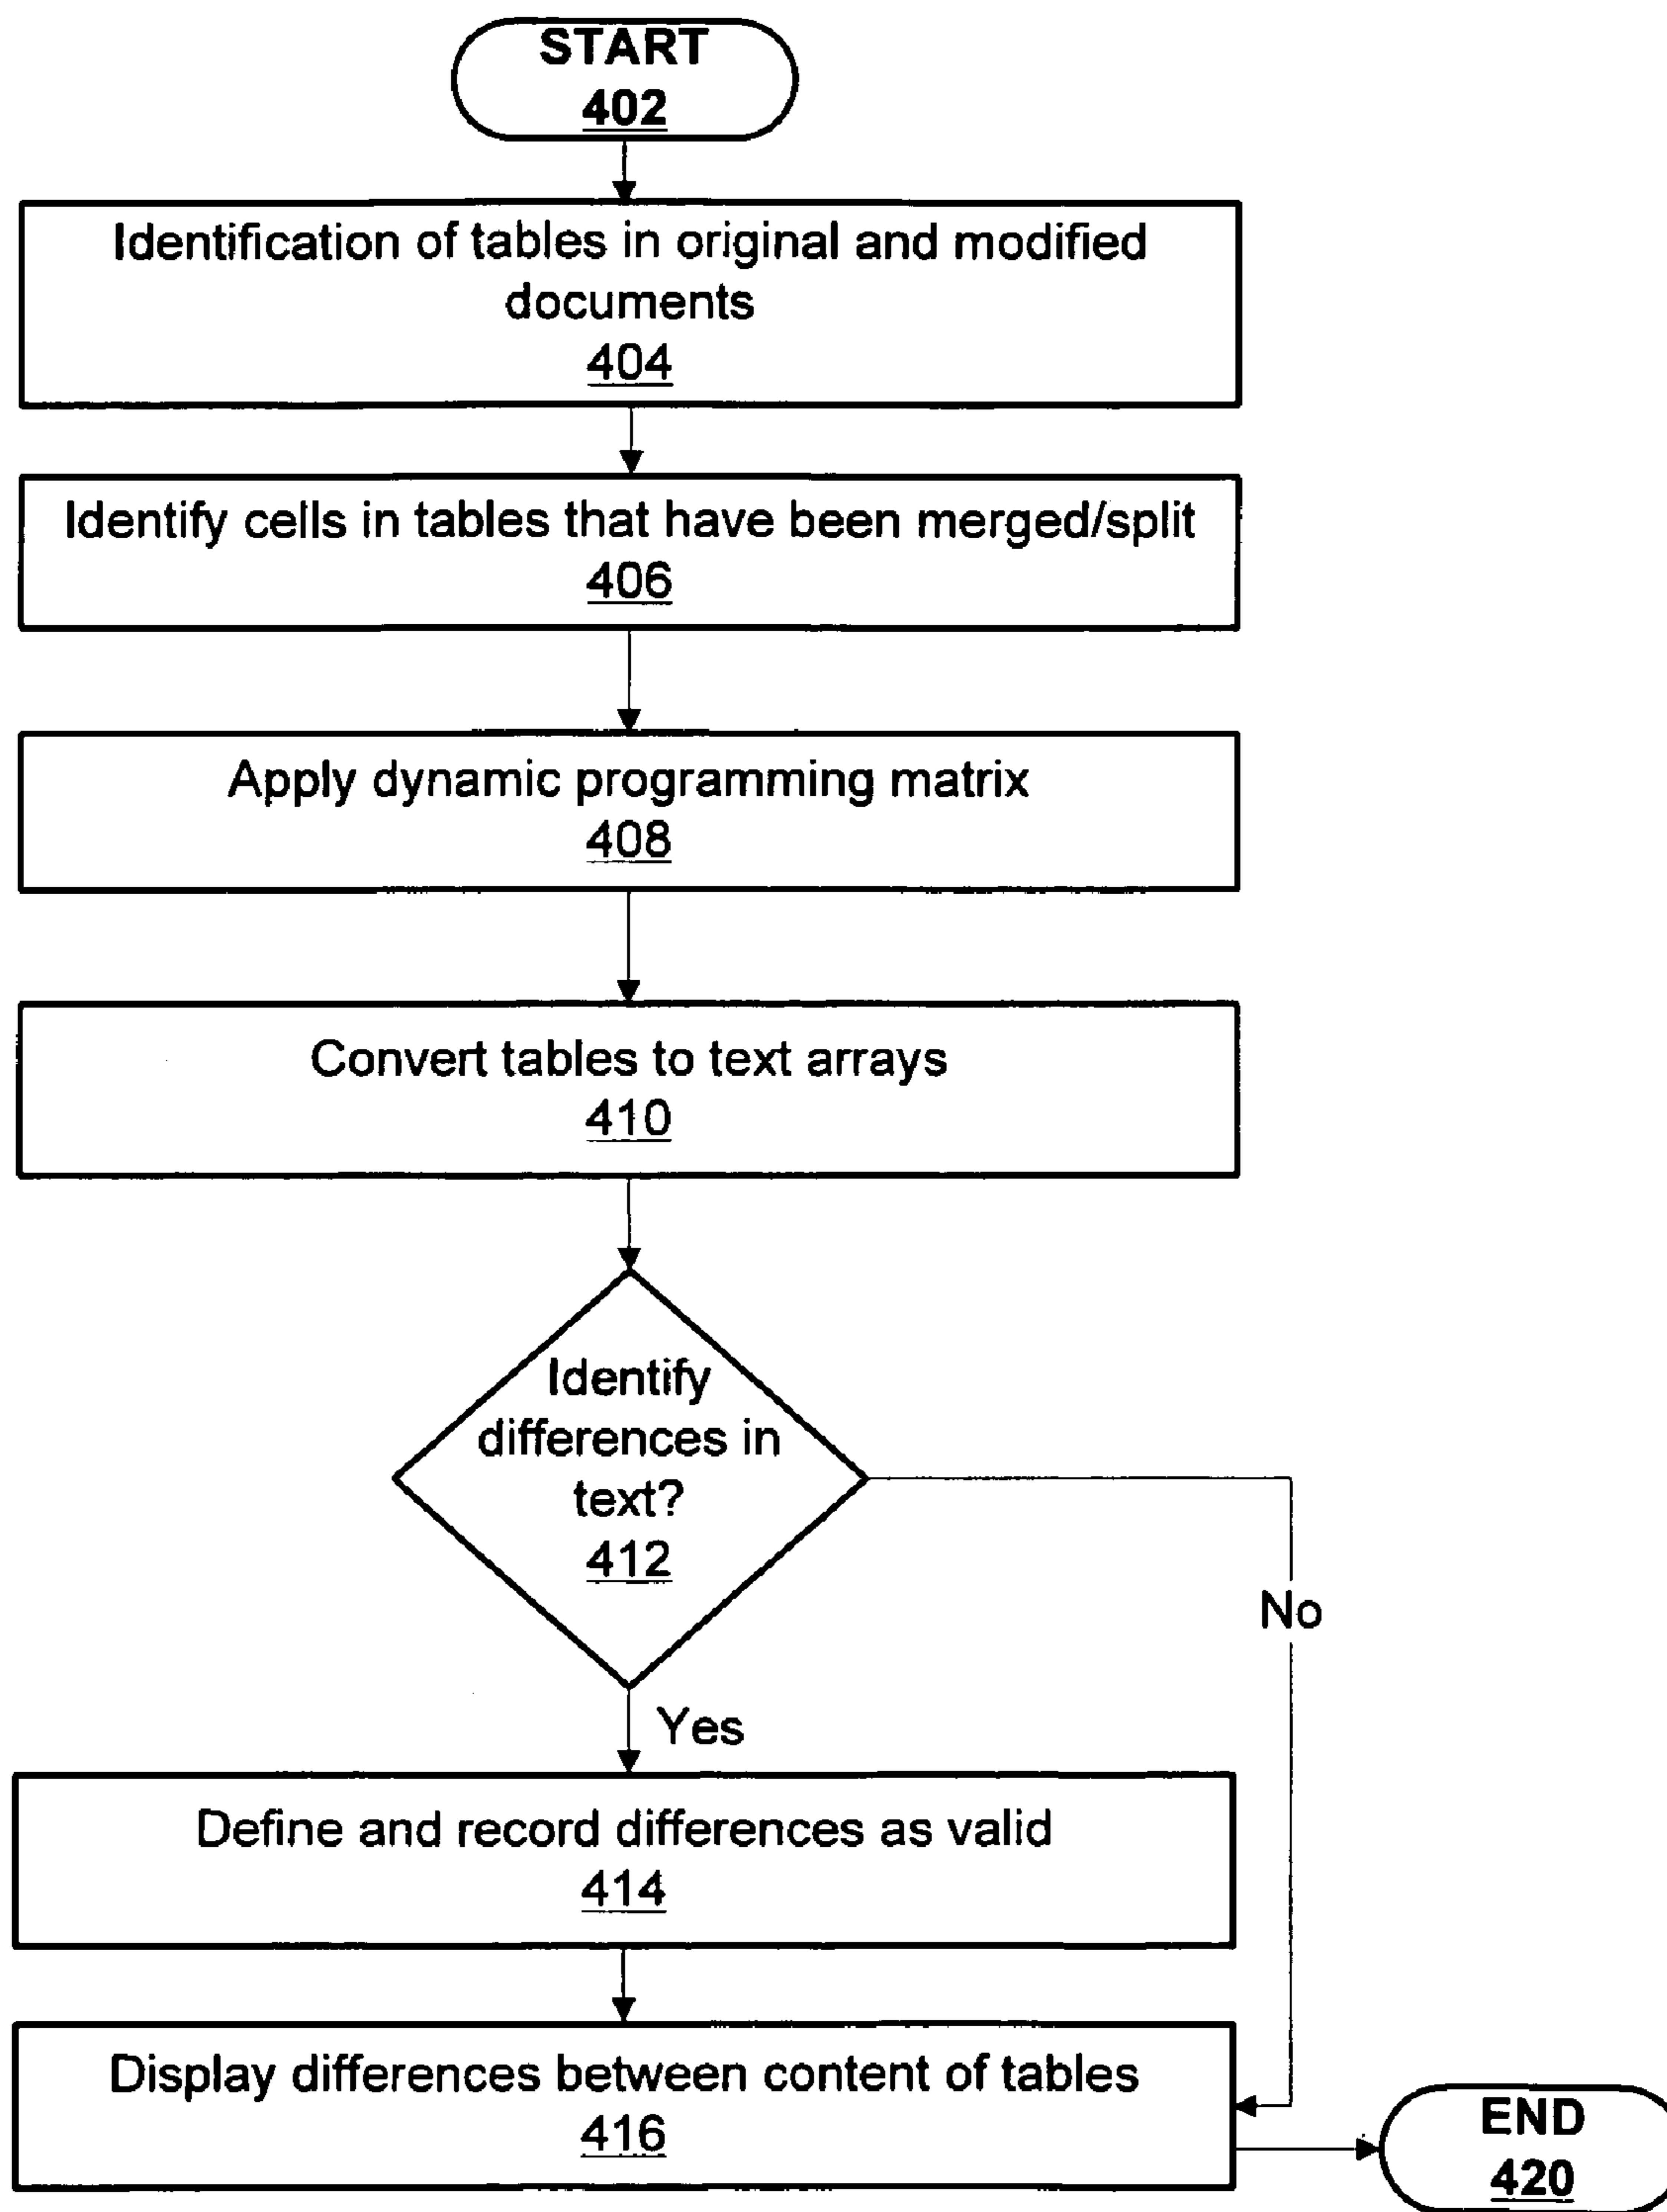 START
402
Identification of tables in original and modified
documents
404
Identify cells in tables that have been merged/split
406
Apply dynamic programming matrix
408
Convert tables to text arrays
410
Identify
differences in
text?
412
No
Yes
Define and record differences as valid
414
Display differences between content of tables
416
END
420